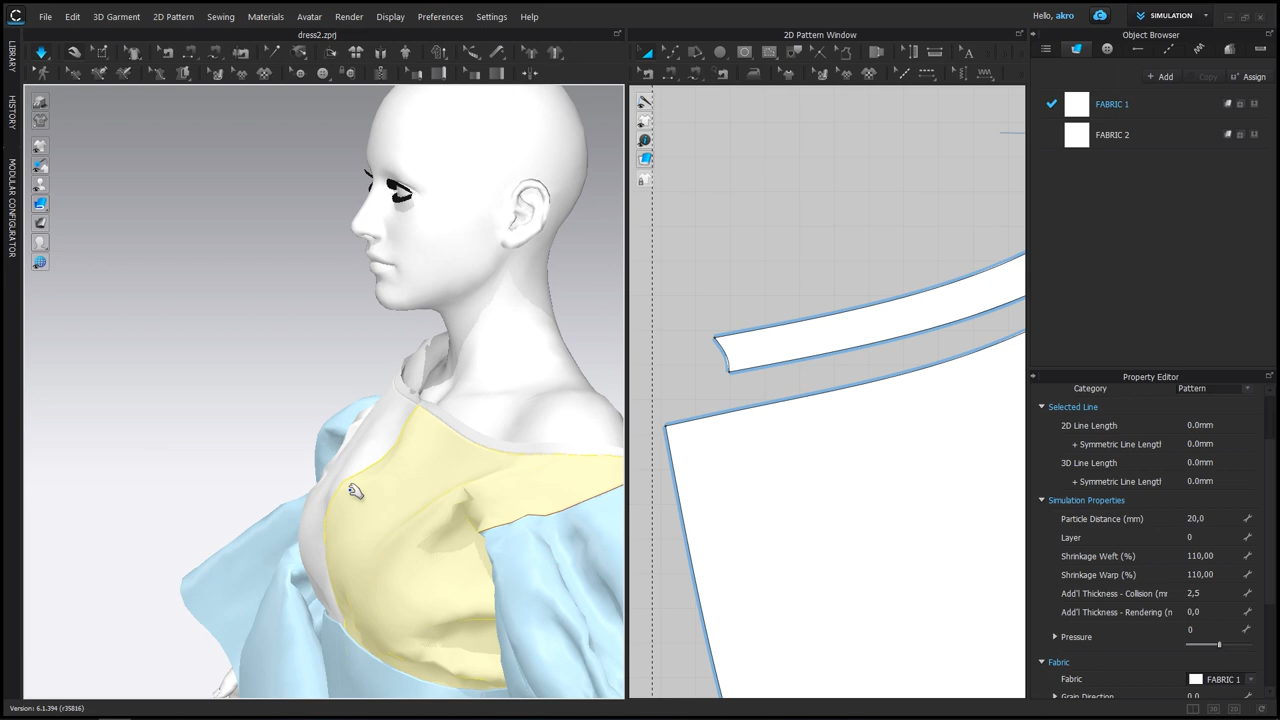 File Edit 3D Garment 2D Pattern Sewing Materials Avatar Render Display Preferences Settings Help Hello, akro SIMULATION
dress2.zprj 2D Pattern Window Object Browser
LIBRARY
HISTORY
MODULAR CONFIGURATOR
+ Add Copy Assign
FABRIC 1
FABRIC 2
Property Editor
Category Pattern
Selected Line
2D Line Length 0.0mm
+ Symmetric Line Lengtl 0.0mm
3D Line Length 0.0mm
+ Symmetric Line Lengtl 0.0mm
Simulation Properties
Particle Distance (mm) 20,0
Layer 0
Shrinkage Weft (%) 110,00
Shrinkage Warp (%) 110,00
Add'l Thickness - Collision (mr 2,5
Add'l Thickness - Rendering (n 0,0
Pressure 0
Fabric
Fabric FABRIC 1
Grain Direction 0.0
Version: 6.1.394 (r35816) 3D 2D